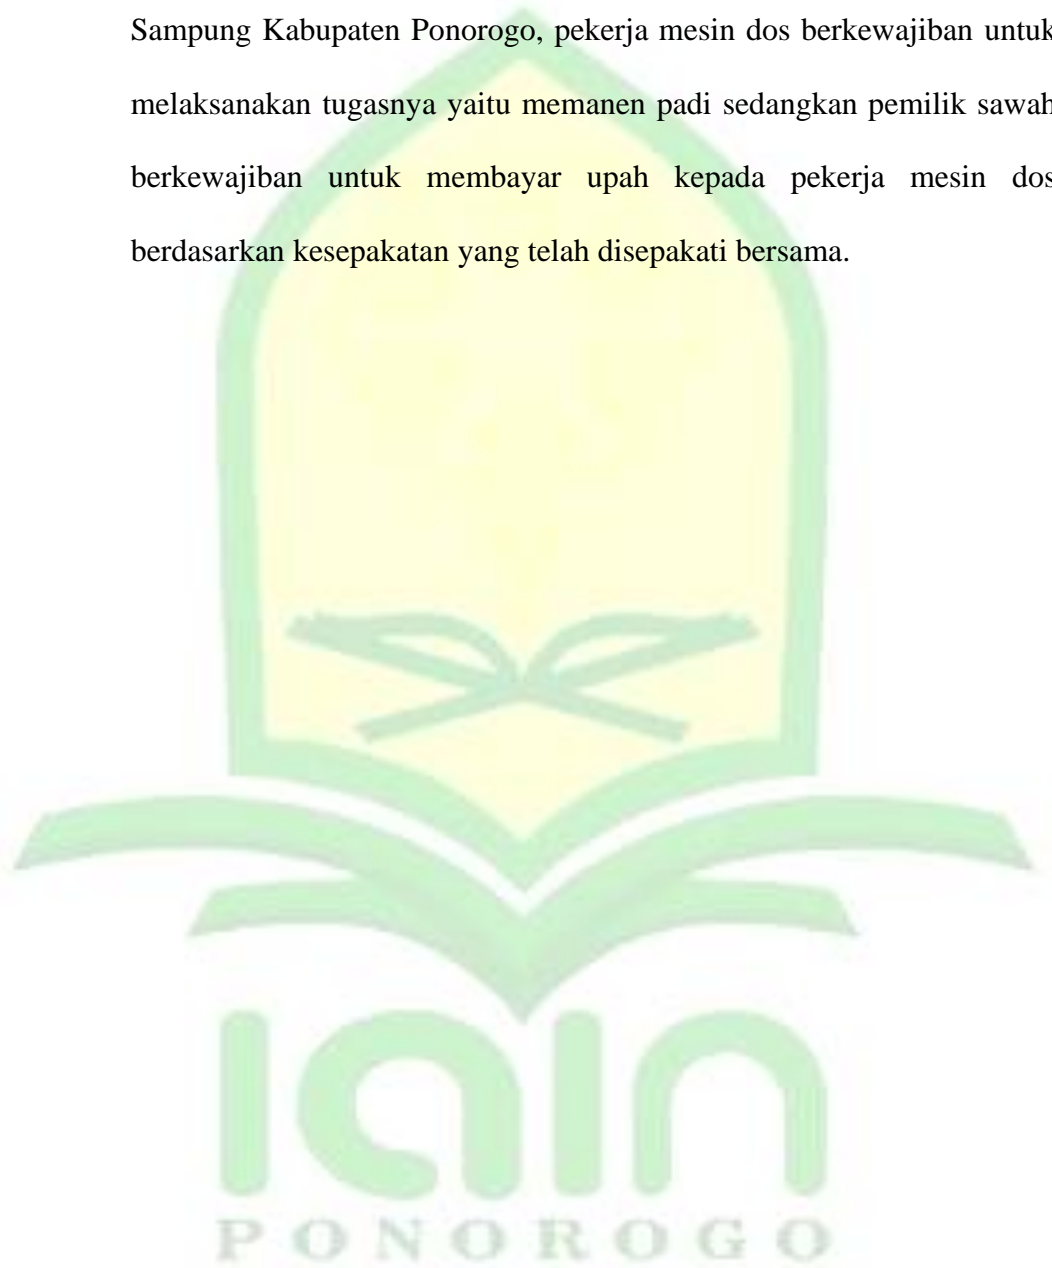 Sampung Kabupaten Ponorogo, pekerja mesin dos berkewajiban untuk
melaksanakan tugasnya yaitu memanen padi sedangkan pemilik sawah
berkewajiban untuk membayar upah kepada pekerja mesin dos
berdasarkan kesepakatan yang telah disepakati bersama.
iain
PONOROGO